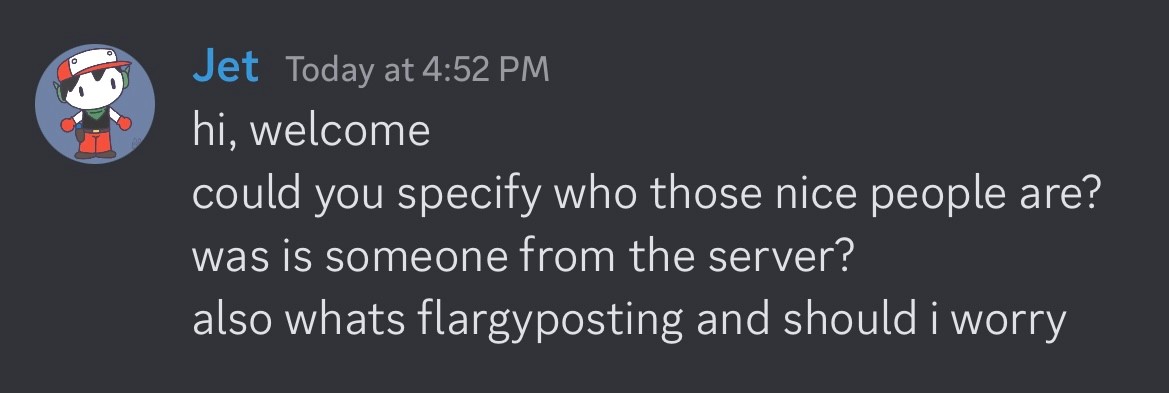 Jet Today at 4:52 PM
hi, welcome
could you specify who those nice people are?
was is someone from the server?
also whats flargyposting and should i worry